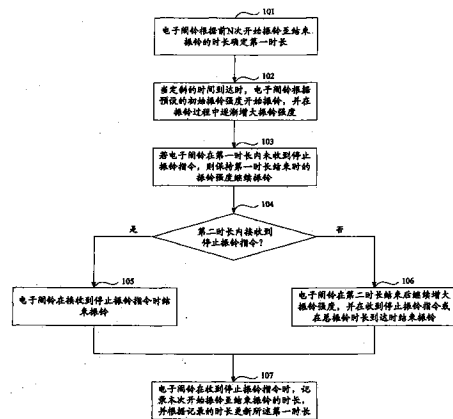 101
电子闹铃根据前N次开始振铃至结束
振铃的时长确定第一时长
102
当定制的时间到达时，电子闹铃根据
预设的初始振铃强度开始振铃，并在
振铃过程中逐渐增大振铃强度
103
若电子闹铃在第一时长内未收到停止
振铃指令，则保持第一时长结束时的
振铃强度继续振铃
104
第二时长内接收到
停止振铃指令？
是
否
105
电子闹铃在接收到停止振铃指令时结
束振铃
106
电子闹铃在第二时长结束后继续增大
振铃强度，并在收到停止振铃指令或
在总振铃时长到达时结束振铃
107
电子闹铃在收到停止振铃指令时，记
录本次开始振铃至结束振铃的时长，
并根据记录的时长更新所述第一时长